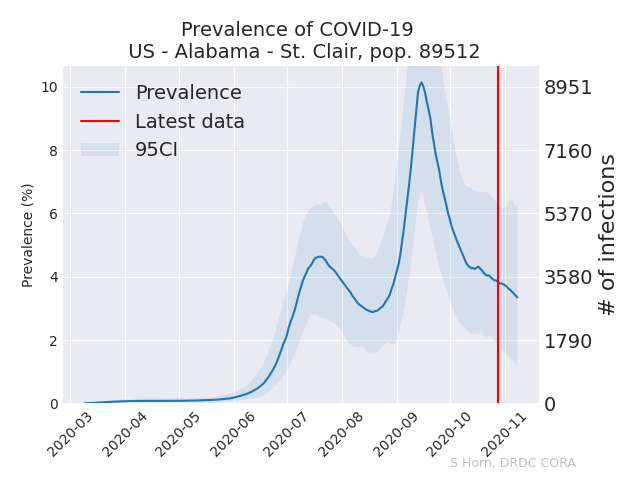 Prevalence of COVID-19
US - Alabama - St. Clair, pop. 89512
Prevalence
Latest data
95CI
Prevalence (%)
10
8
6
4
2
0
8951
7160
5370
3580
1790
0
# of infections
2020-03
2020-04
2020-05
2020-06
2020-07
2020-08
2020-09
2020-10
2020-11
S Horn, DRDC CORA